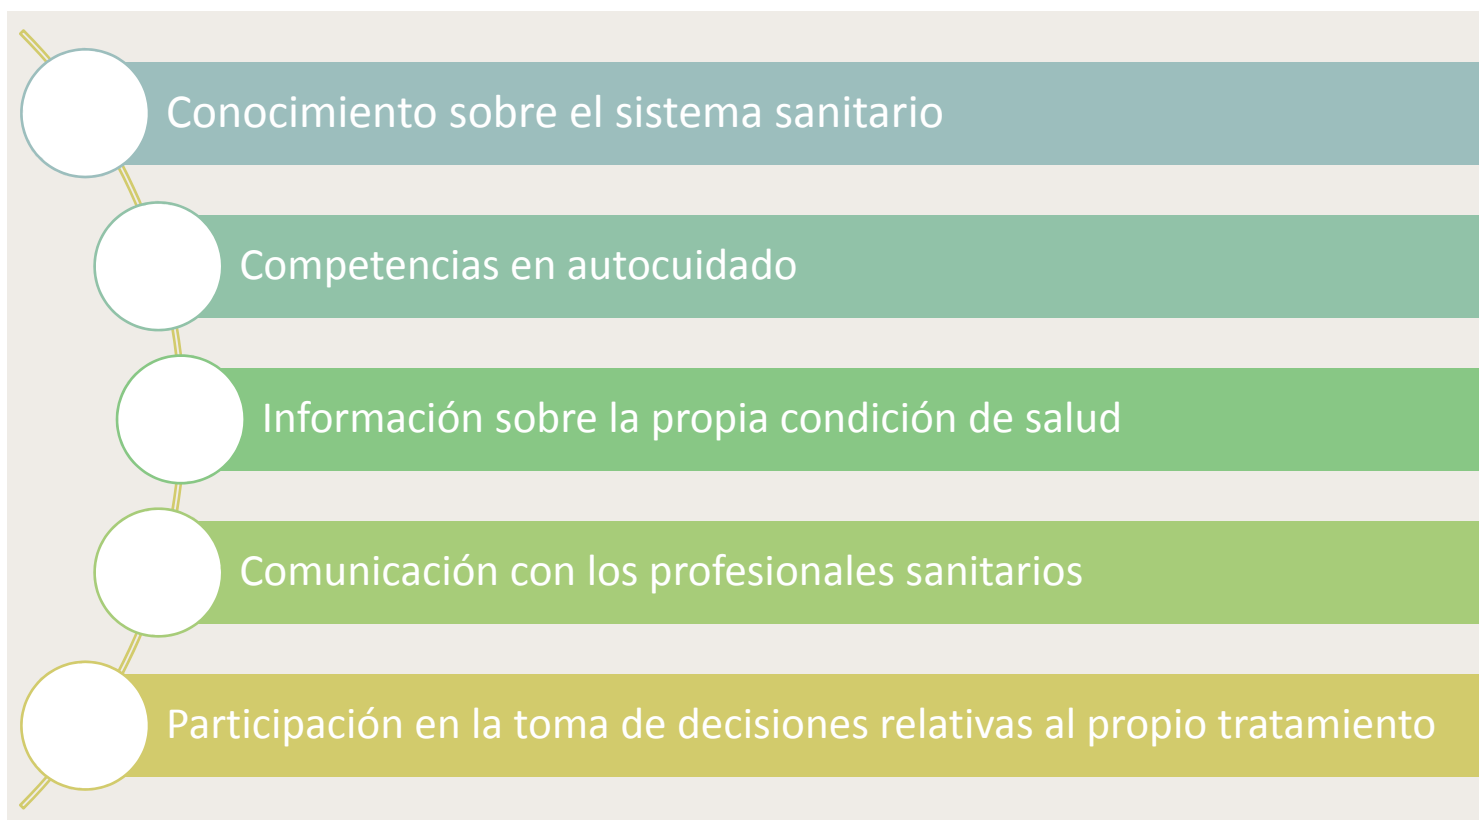 Conocimiento sobre el sistema sanitario
Competencias en autocuidado
Información sobre la propia condición de salud
Comunicación con los profesionales sanitarios
Participación en la toma de decisiones relativas al propio tratamiento